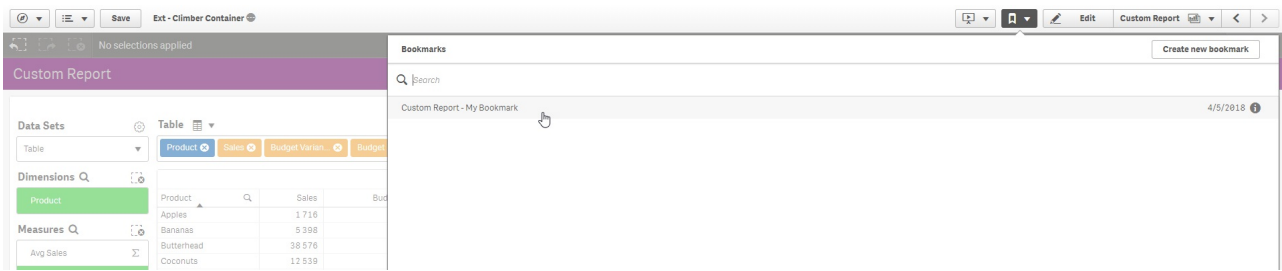 Save Ext - Climber Container Edit Custom Report
No selections applied
Bookmarks Create new bookmark
Custom Report
Search
Custom Report - My Bookmark 4/5/2018
Data Sets Table
Table Product Sales Budget Varian... Budget
Dimensions
Product Product Sales Bud
Apples 1 716
Measures Bananas 5 398
Butterhead 38 576
Avg Sales Coconuts 12 539